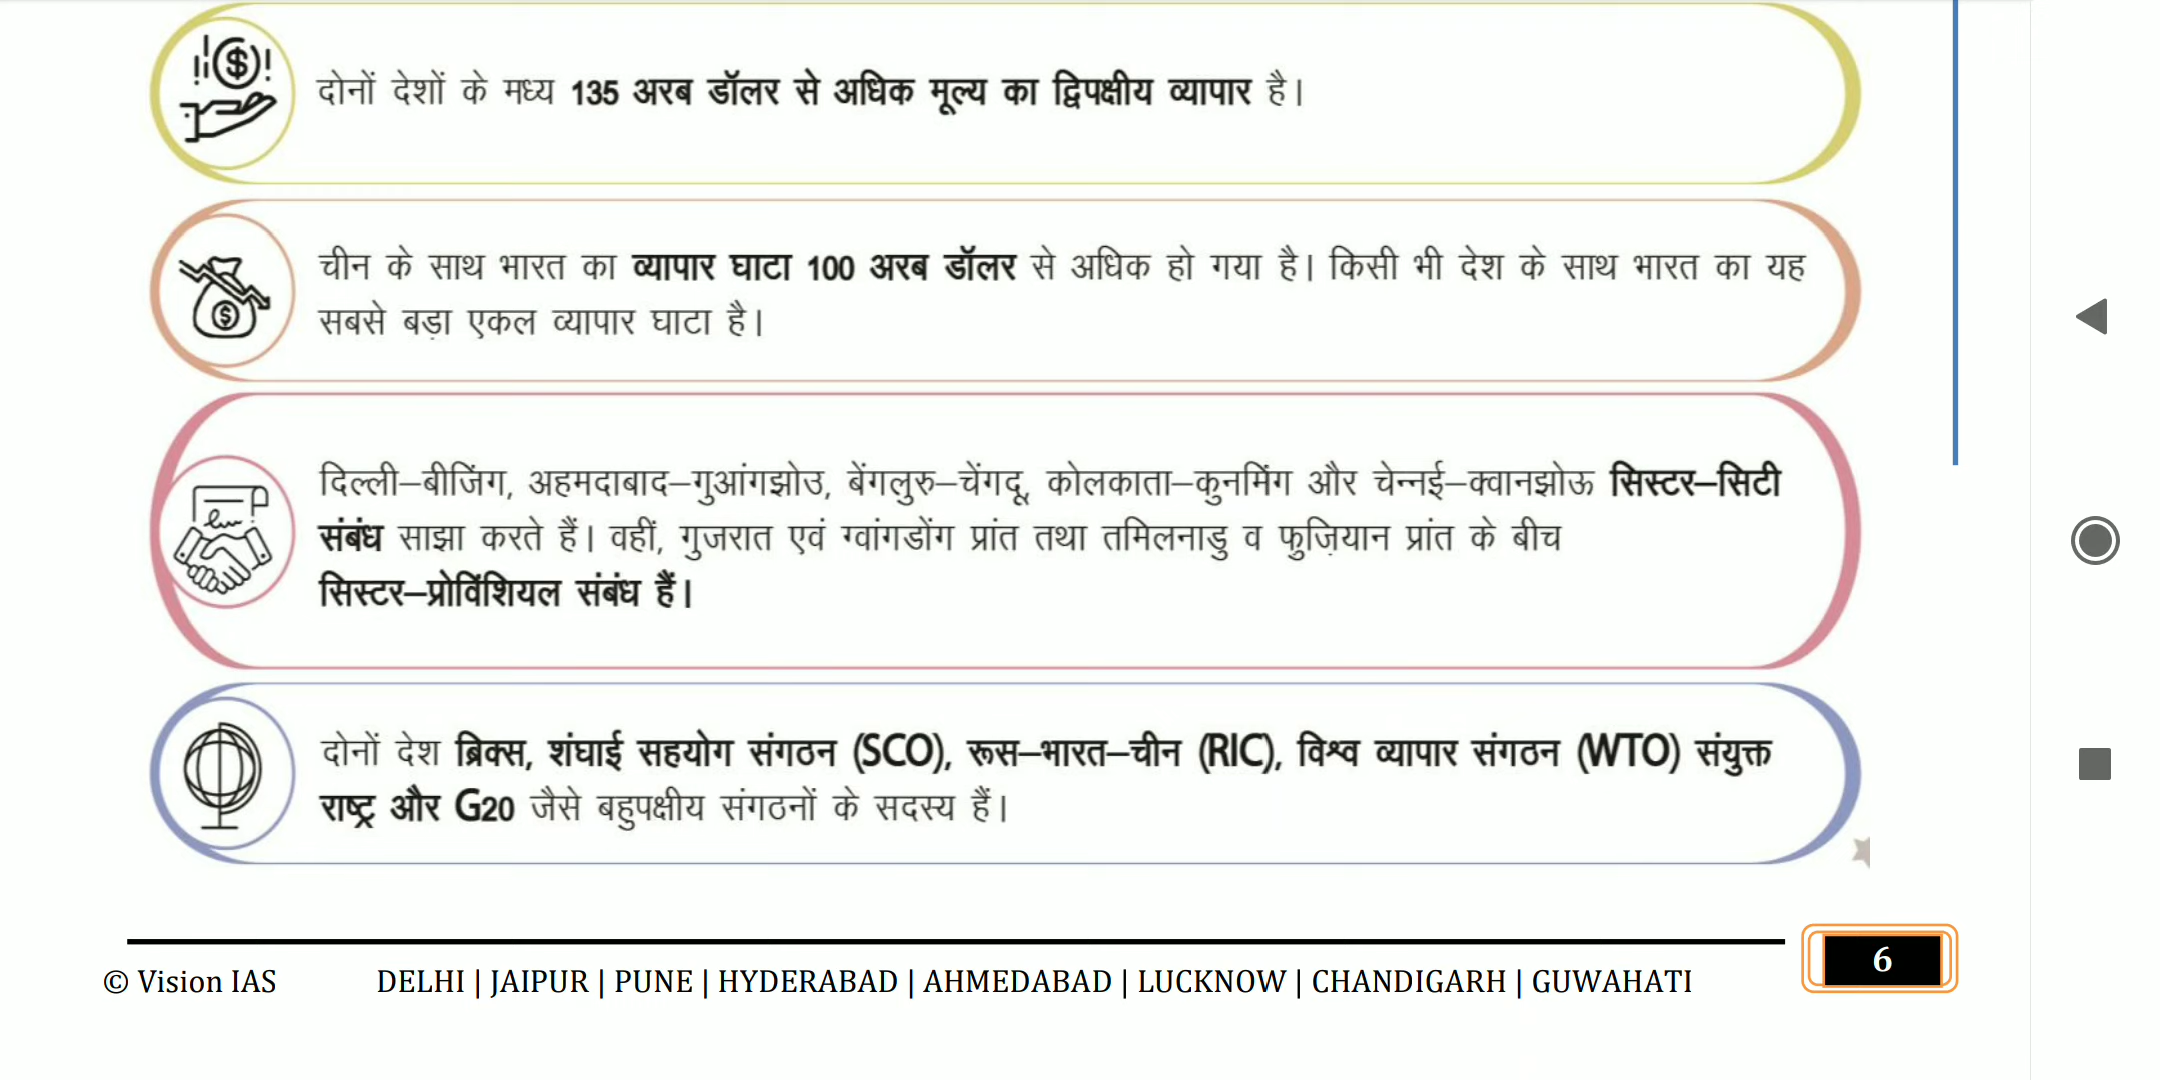 दोनों देशों के मध्य 135 अरब डॉलर से अधिक मूल्य का द्विपक्षीय व्यापार है।
चीन के साथ भारत का व्यापार घाटा 100 अरब डॉलर से अधिक हो गया है। किसी भी देश के साथ भारत का यह
सबसे बड़ा एकल व्यापार घाटा है।
दिल्ली–बीजिंग, अहमदाबाद–गुआंगझोउ, बेंगलुरु–चेंगदू, कोलकाता–कुनमिंग और चेन्नई–क्वानझोऊ सिस्टर–सिटी
संबंध साझा करते हैं। वहीं, गुजरात एवं ग्वांगडोंग प्रांत तथा तमिलनाडु व फुज़ियान प्रांत के बीच
सिस्टर–प्रोविंशियल संबंध हैं।
दोनों देश ब्रिक्स, शंघाई सहयोग संगठन (SCO), रूस–भारत–चीन (RIC), विश्व व्यापार संगठन (WTO) संयुक्त
राष्ट्र और G20 जैसे बहुपक्षीय संगठनों के सदस्य हैं।
© Vision IAS DELHI | JAIPUR | PUNE | HYDERABAD | AHMEDABAD | LUCKNOW | CHANDIGARH | GUWAHATI 6